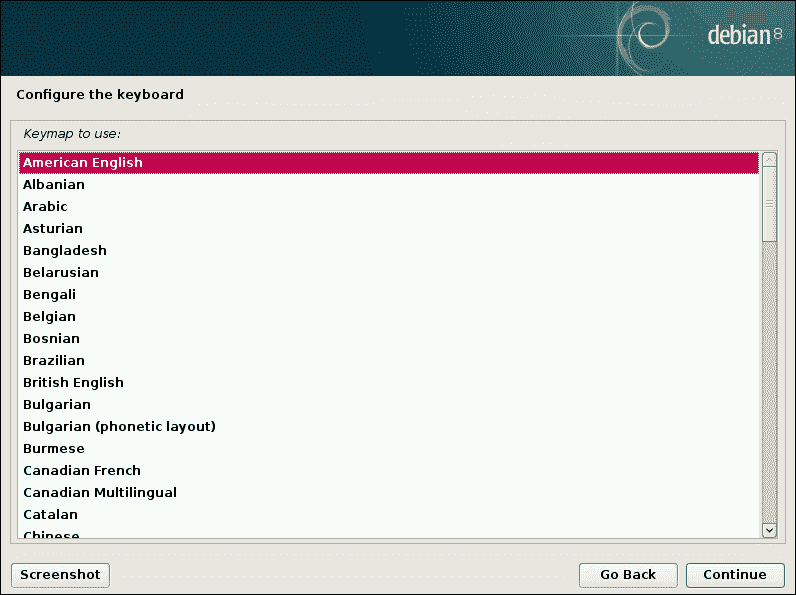 debian 8
Configure the keyboard
Keymap to use:
American English
Albanian
Arabic
Asturian
Bangladesh
Belarusian
Bengali
Belgian
Bosnian
Brazilian
British English
Bulgarian
Bulgarian (phonetic layout)
Burmese
Canadian French
Canadian Multilingual
Catalan
Chinese
Screenshot Go Back Continue